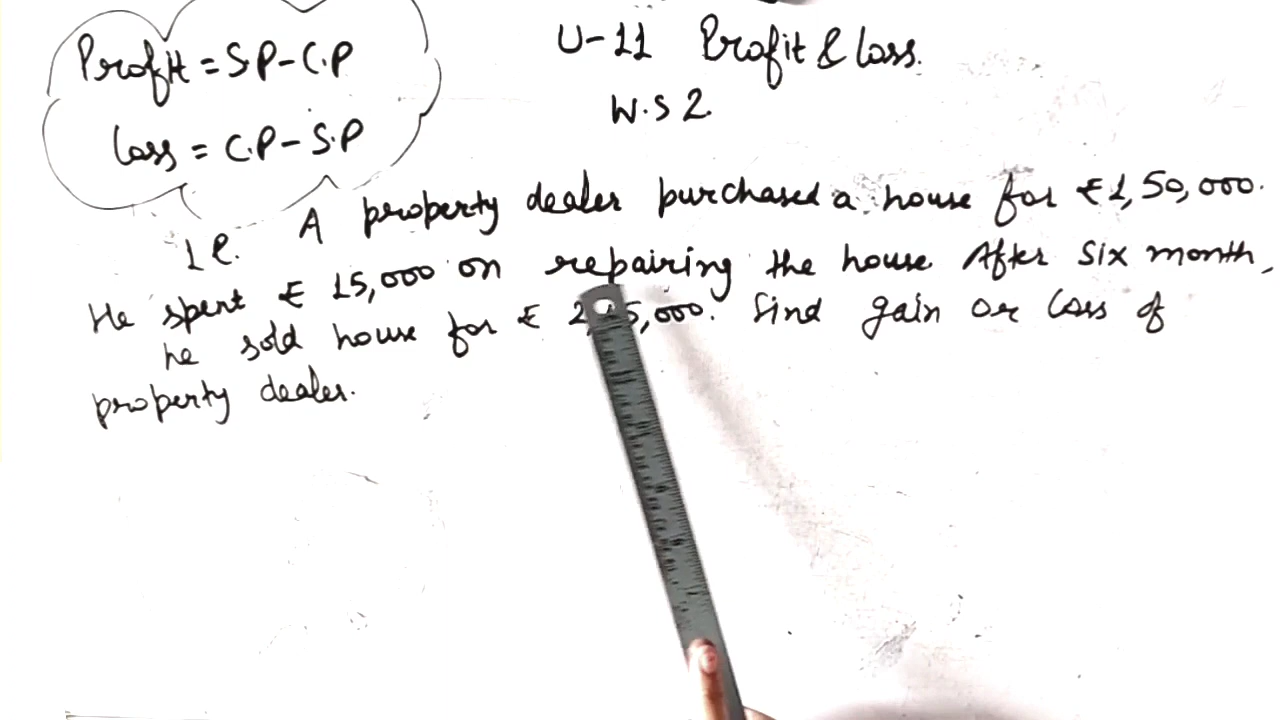 Profit = S.P - C.P
Loss = C.P - S.P
U-11 Profit & Loss.
W.S 2.
1 e. A property dealer purchased a house for ₹1,50,000.
He spent ₹ 15,000 on repairing the house. After six month,
he sold house for ₹ Find gain or loss of
property dealer.